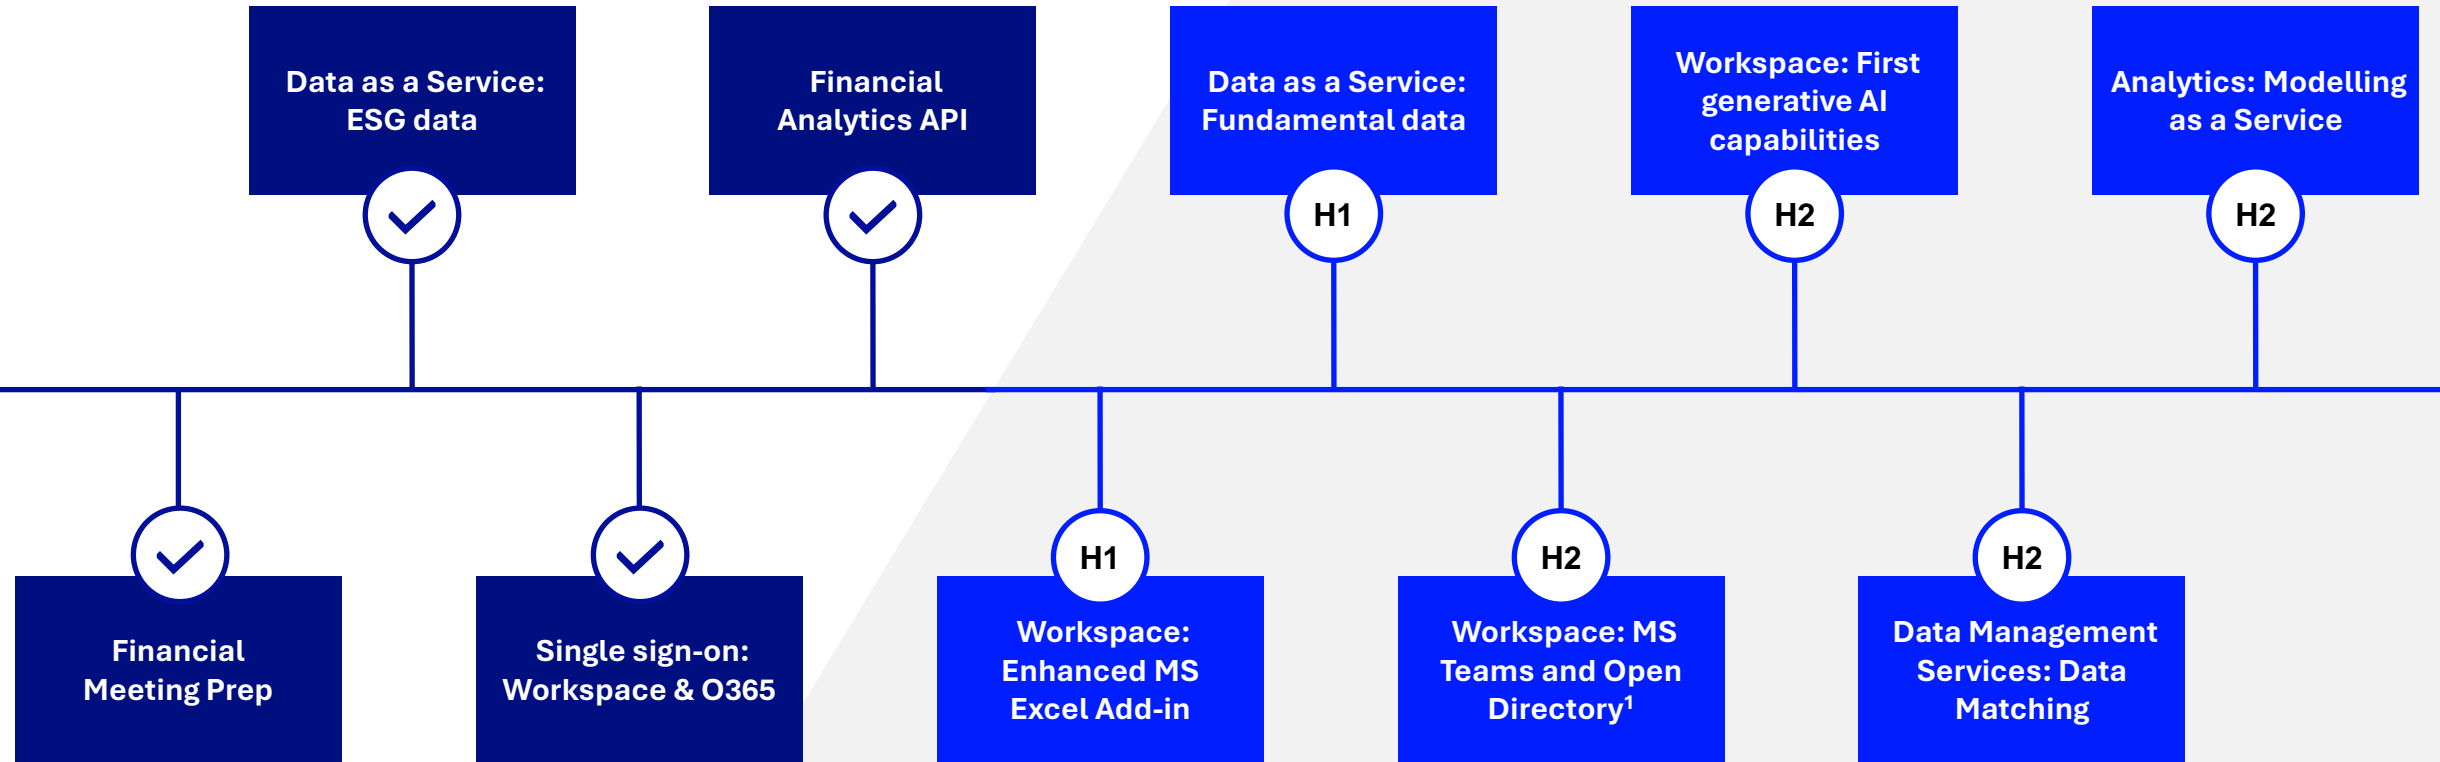 Data as a Service:
ESG data
Financial
Analytics API
Data as a Service:
Fundamental data
H1
Workspace: First
generative AI
capabilities
H2
Analytics: Modelling
as a Service
H2
Financial
Meeting Prep
Single sign-on:
Workspace & O365
H1
Workspace:
Enhanced MS
Excel Add-in
H2
Workspace: MS
Teams and Open
Directory¹
H2
Data Management
Services: Data
Matching